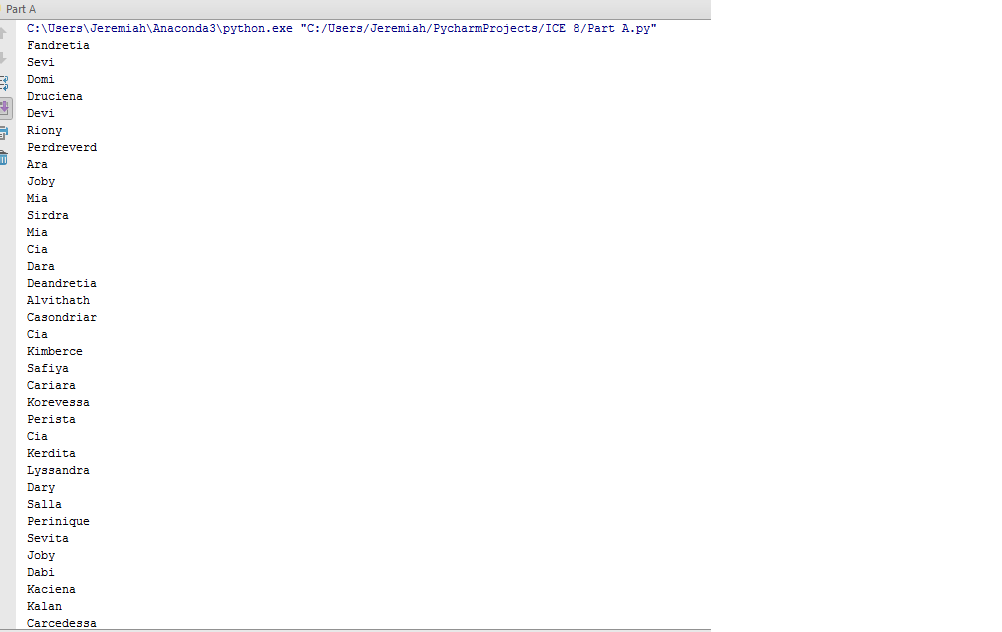 Part A
C:\Users\Jeremiah\Anaconda3\python.exe "C:/Users/Jeremiah/PycharmProjects/ICE 8/Part A.py"
Fandretia
Sevi
Domi
Druciena
Devi
Riony
Perdreverd
Ara
Joby
Mia
Sirdra
Mia
Cia
Dara
Deandretia
Alvithath
Casondriar
Cia
Kimberce
Safiya
Cariara
Korevessa
Perista
Cia
Kerdita
Lyssandra
Dary
Salla
Perinique
Sevita
Joby
Dabi
Kaciena
Kalan
Carcedessa